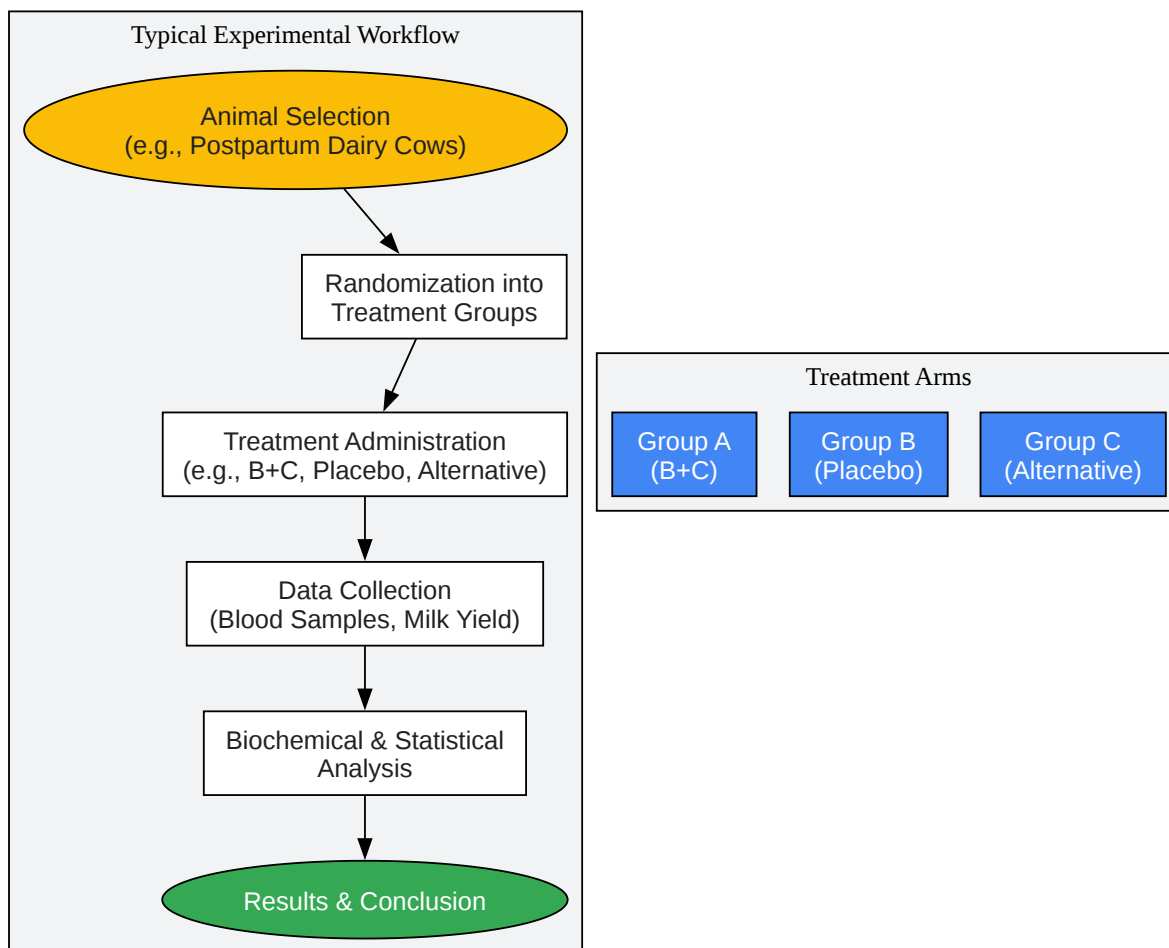 Typical Experimental Workflow
Animal Selection
(e.g., Postpartum Dairy Cows)
Randomization into
Treatment Groups
Treatment Administration
(e.g., B+C, Placebo, Alternative)
Data Collection
(Blood Samples, Milk Yield)
Biochemical & Statistical
Analysis
Results & Conclusion
Treatment Arms
Group A
(B+C)
Group B
(Placebo)
Group C
(Alternative)